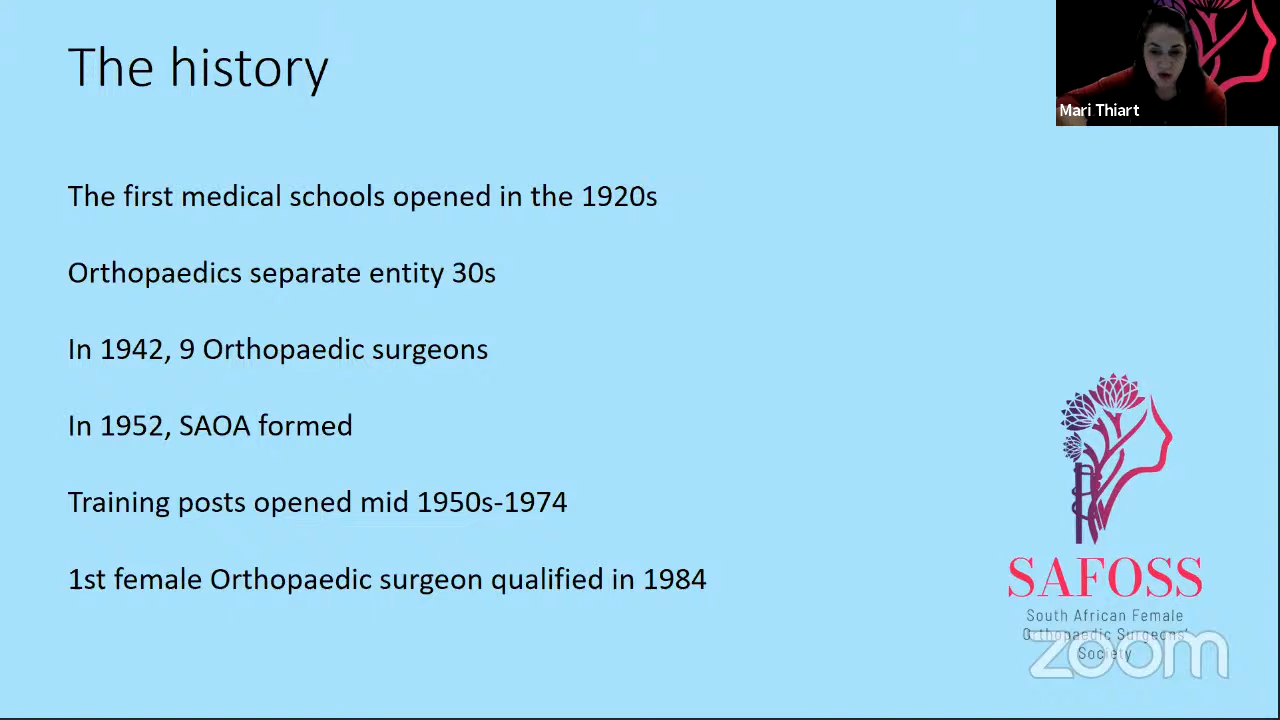 The history
Mari Thiart
The first medical schools opened in the 1920s
Orthopaedics separate entity 30s
In 1942, 9 Orthopaedic surgeons
In 1952, SAOA formed
Training posts opened mid 1950s-1974
1st female Orthopaedic surgeon qualified in 1984
SAFOSS
South African Female
Orthopaedic Surgeons'
Society
zoom